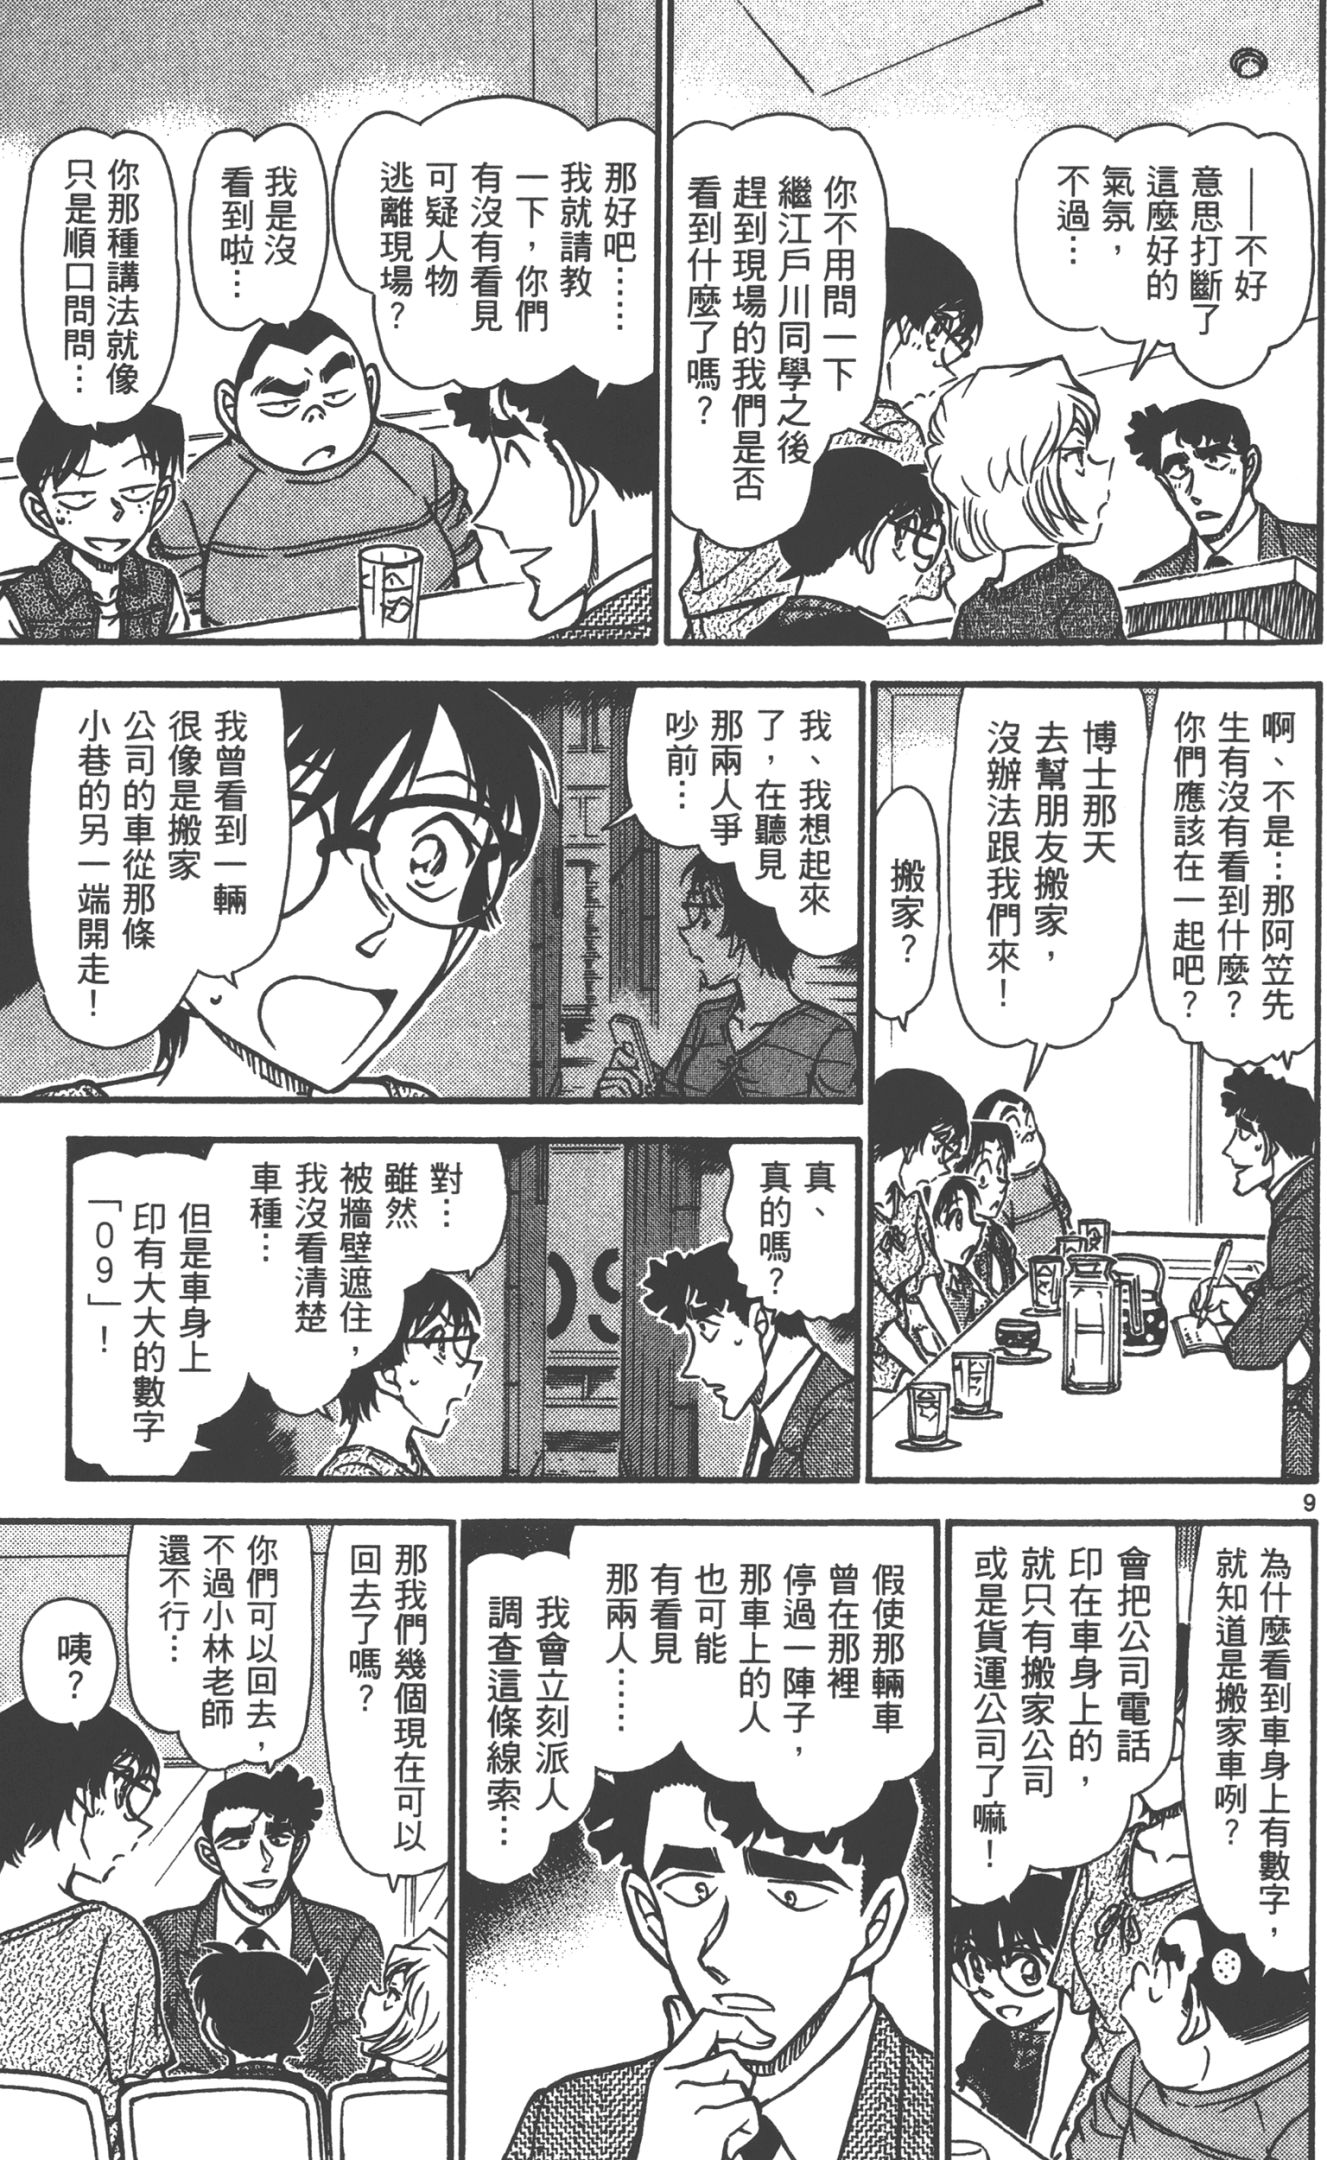 ──不好
意思打斷了
這麼好的
氣氛，
不過…
你不用問一下
繼江戶川同學之後
趕到現場的我們是否
看到什麼了嗎？
那好吧……
我就請教
一下，你們
有沒有看見
可疑人物
逃離現場？
我是沒
看到啦…
你那種講法就像
只是順口問問…
啊、不是…那阿笠先
生有沒有看到什麼？
你們應該在一起吧？
博士那天
去幫朋友搬家，
沒辦法跟我們來！
搬家？
我、我想起來
了，在聽見
那兩人爭
吵前…
我曾看到一輛
很像是搬家
公司的車從那條
小巷的另一端開走！
真、
真的嗎？
09
對…
雖然
被牆壁遮住，
我沒看清楚
車種…
但是車身上
印有大大的數字
「09」！
9
為什麼看到車身上有數字，
就知道是搬家車咧？
會把公司電話
印在車身上的，
就只有搬家公司
或是貨運公司了嘛！
假使那輛車
曾在那裡
停過一陣子，
那車上的人
也可能
有看見
那兩人……
我會立刻派人
調查這條線索…
那我們幾個現在可以
回去了嗎？
你們可以回去，
不過小林老師
還不行…
咦？